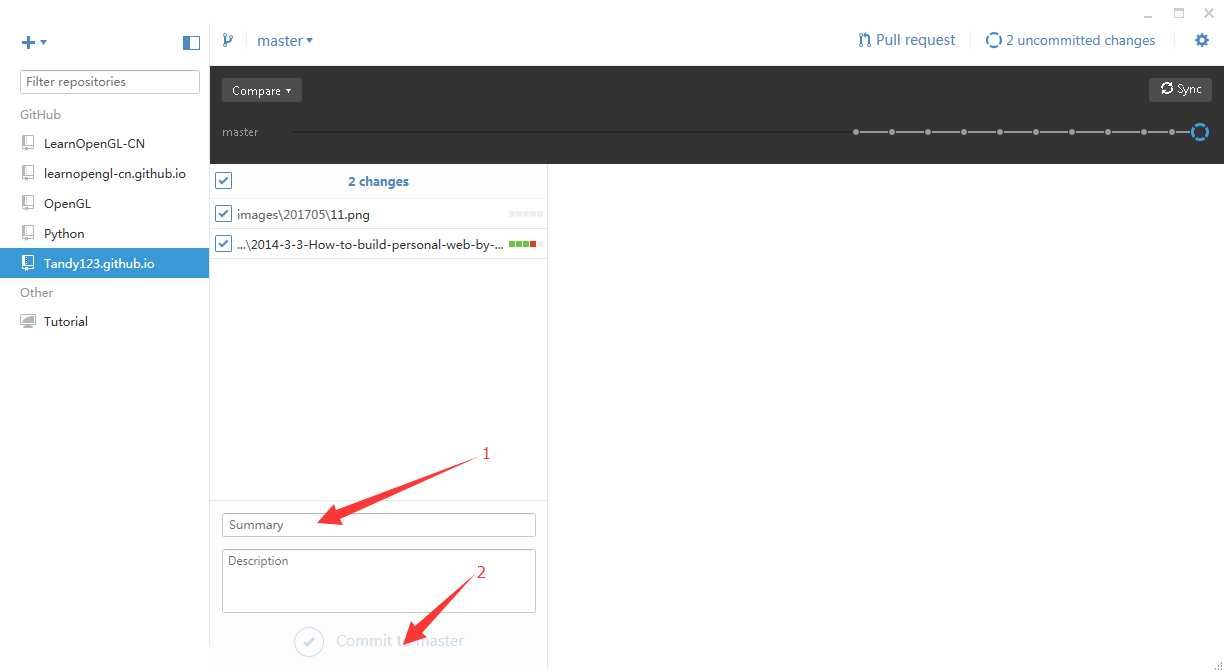 master
Pull request
2 uncommitted changes
Filter repositories
GitHub
LearnOpenGL-CN
learnopengl-cn.github.io
OpenGL
Python
Tandy123.github.io
Other
Tutorial
Compare
Sync
master
2 changes
images\201705\11.png
...\2014-3-3-How-to-build-personal-web-by-...
1
Summary
Description
2
Commit to master